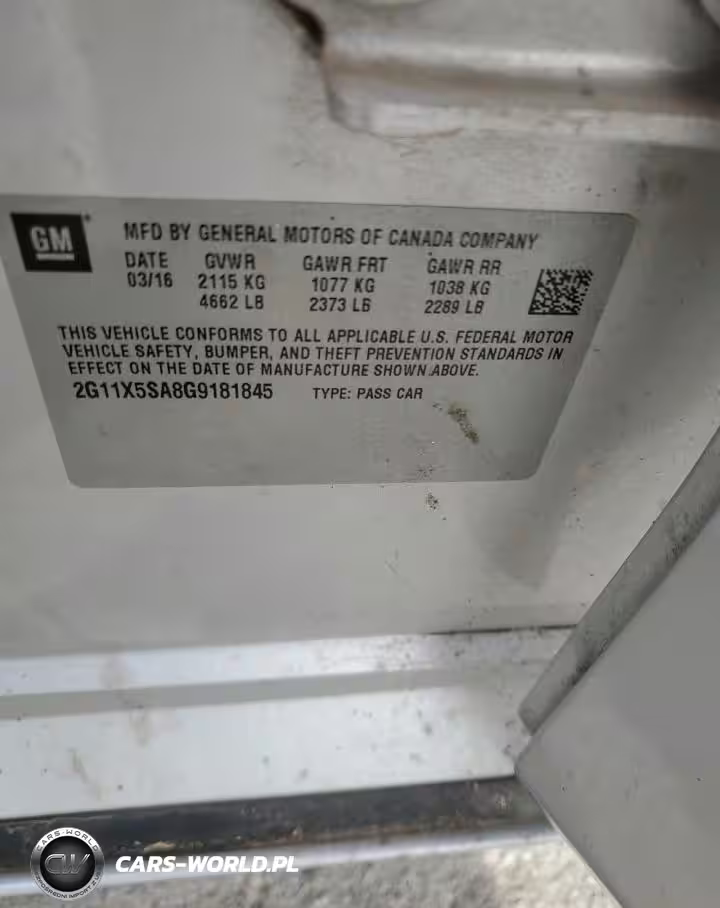 GM
MFD BY GENERAL MOTORS OF CANADA COMPANY
DATE GVWR GAWR FRT GAWR RR
03/16 2115 KG 1077 KG 1038 KG
4662 LB 2373 LB 2289 LB
THIS VEHICLE CONFORMS TO ALL APPLICABLE U.S. FEDERAL MOTOR
VEHICLE SAFETY, BUMPER, AND THEFT PREVENTION STANDARDS IN
EFFECT ON THE DATE OF MANUFACTURE SHOWN ABOVE.
2G11X5SA8G9181845 TYPE: PASS CAR
CARS-WORLD
CW
CARS-WORLD.PL